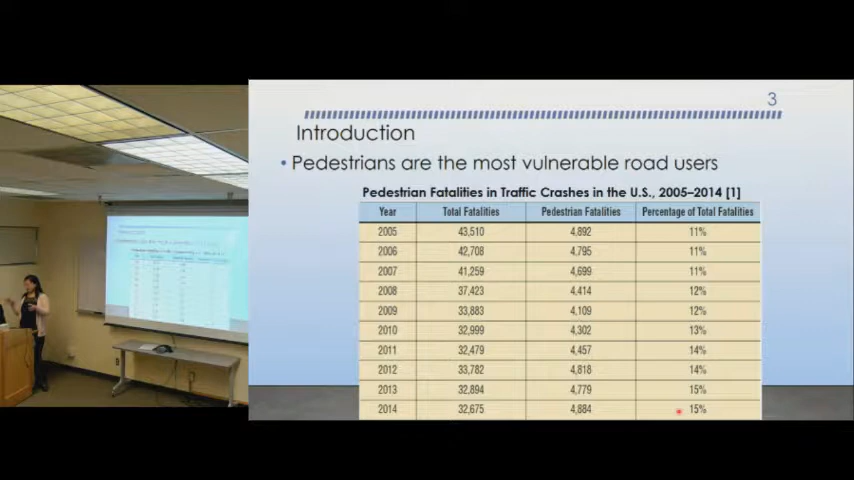 3
Introduction
• Pedestrians are the most vulnerable road users
Pedestrian Fatalities in Traffic Crashes in the U.S., 2005–2014 [1]
Year Total Fatalities Pedestrian Fatalities Percentage of Total Fatalities
2005 43,510 4,892 11%
2006 42,708 4,795 11%
2007 41,259 4,699 11%
2008 37,423 4,414 12%
2009 33,883 4,109 12%
2010 32,999 4,302 13%
2011 32,479 4,457 14%
2012 33,782 4,818 14%
2013 32,894 4,779 15%
2014 32,675 4,884 15%